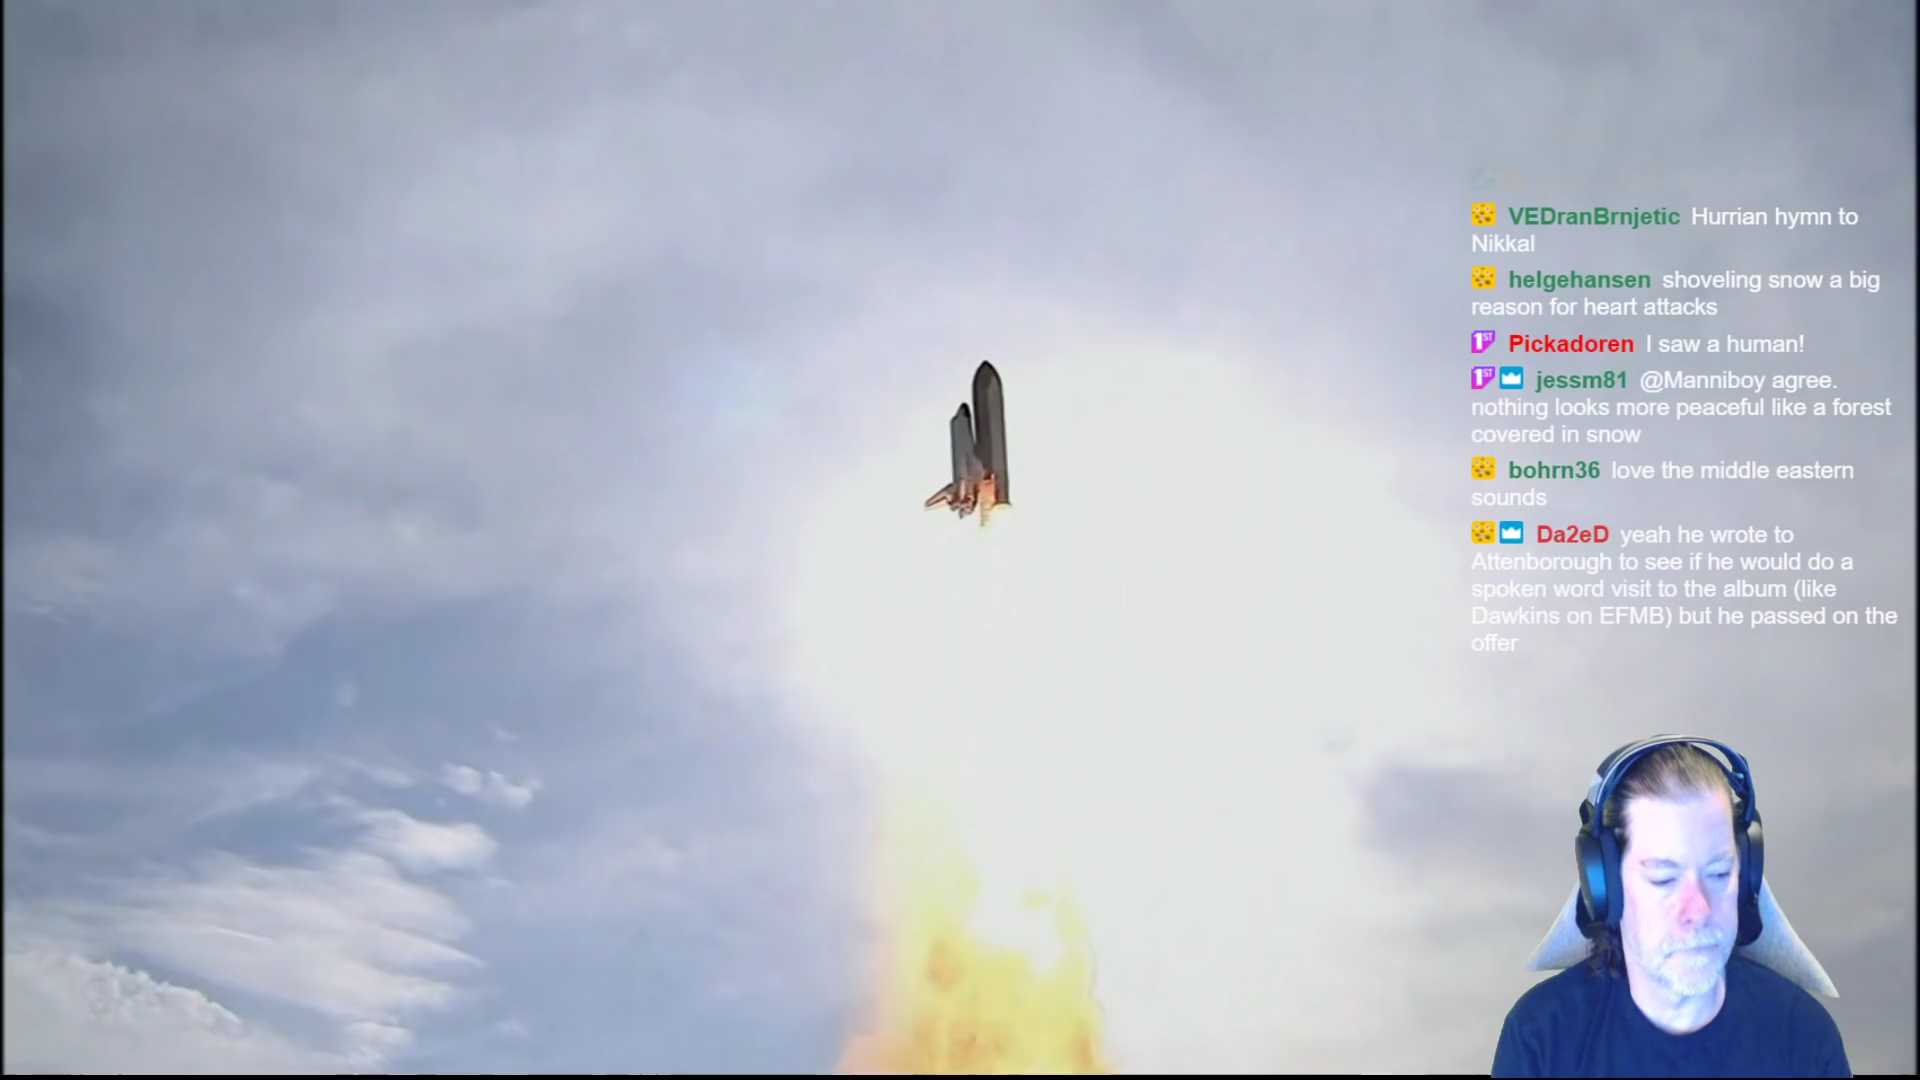 VEDranBrnjetic Hurrian hymn to
Nikkal
helgehansen shoveling snow a big
reason for heart attacks
1ST Pickadoren I saw a human!
1ST jessm81 @Manniboy agree.
nothing looks more peaceful like a forest
covered in snow
bohrn36 love the middle eastern
sounds
Da2eD yeah he wrote to
Attenborough to see if he would do a
spoken word visit to the album (like
Dawkins on EFMB) but he passed on the
offer